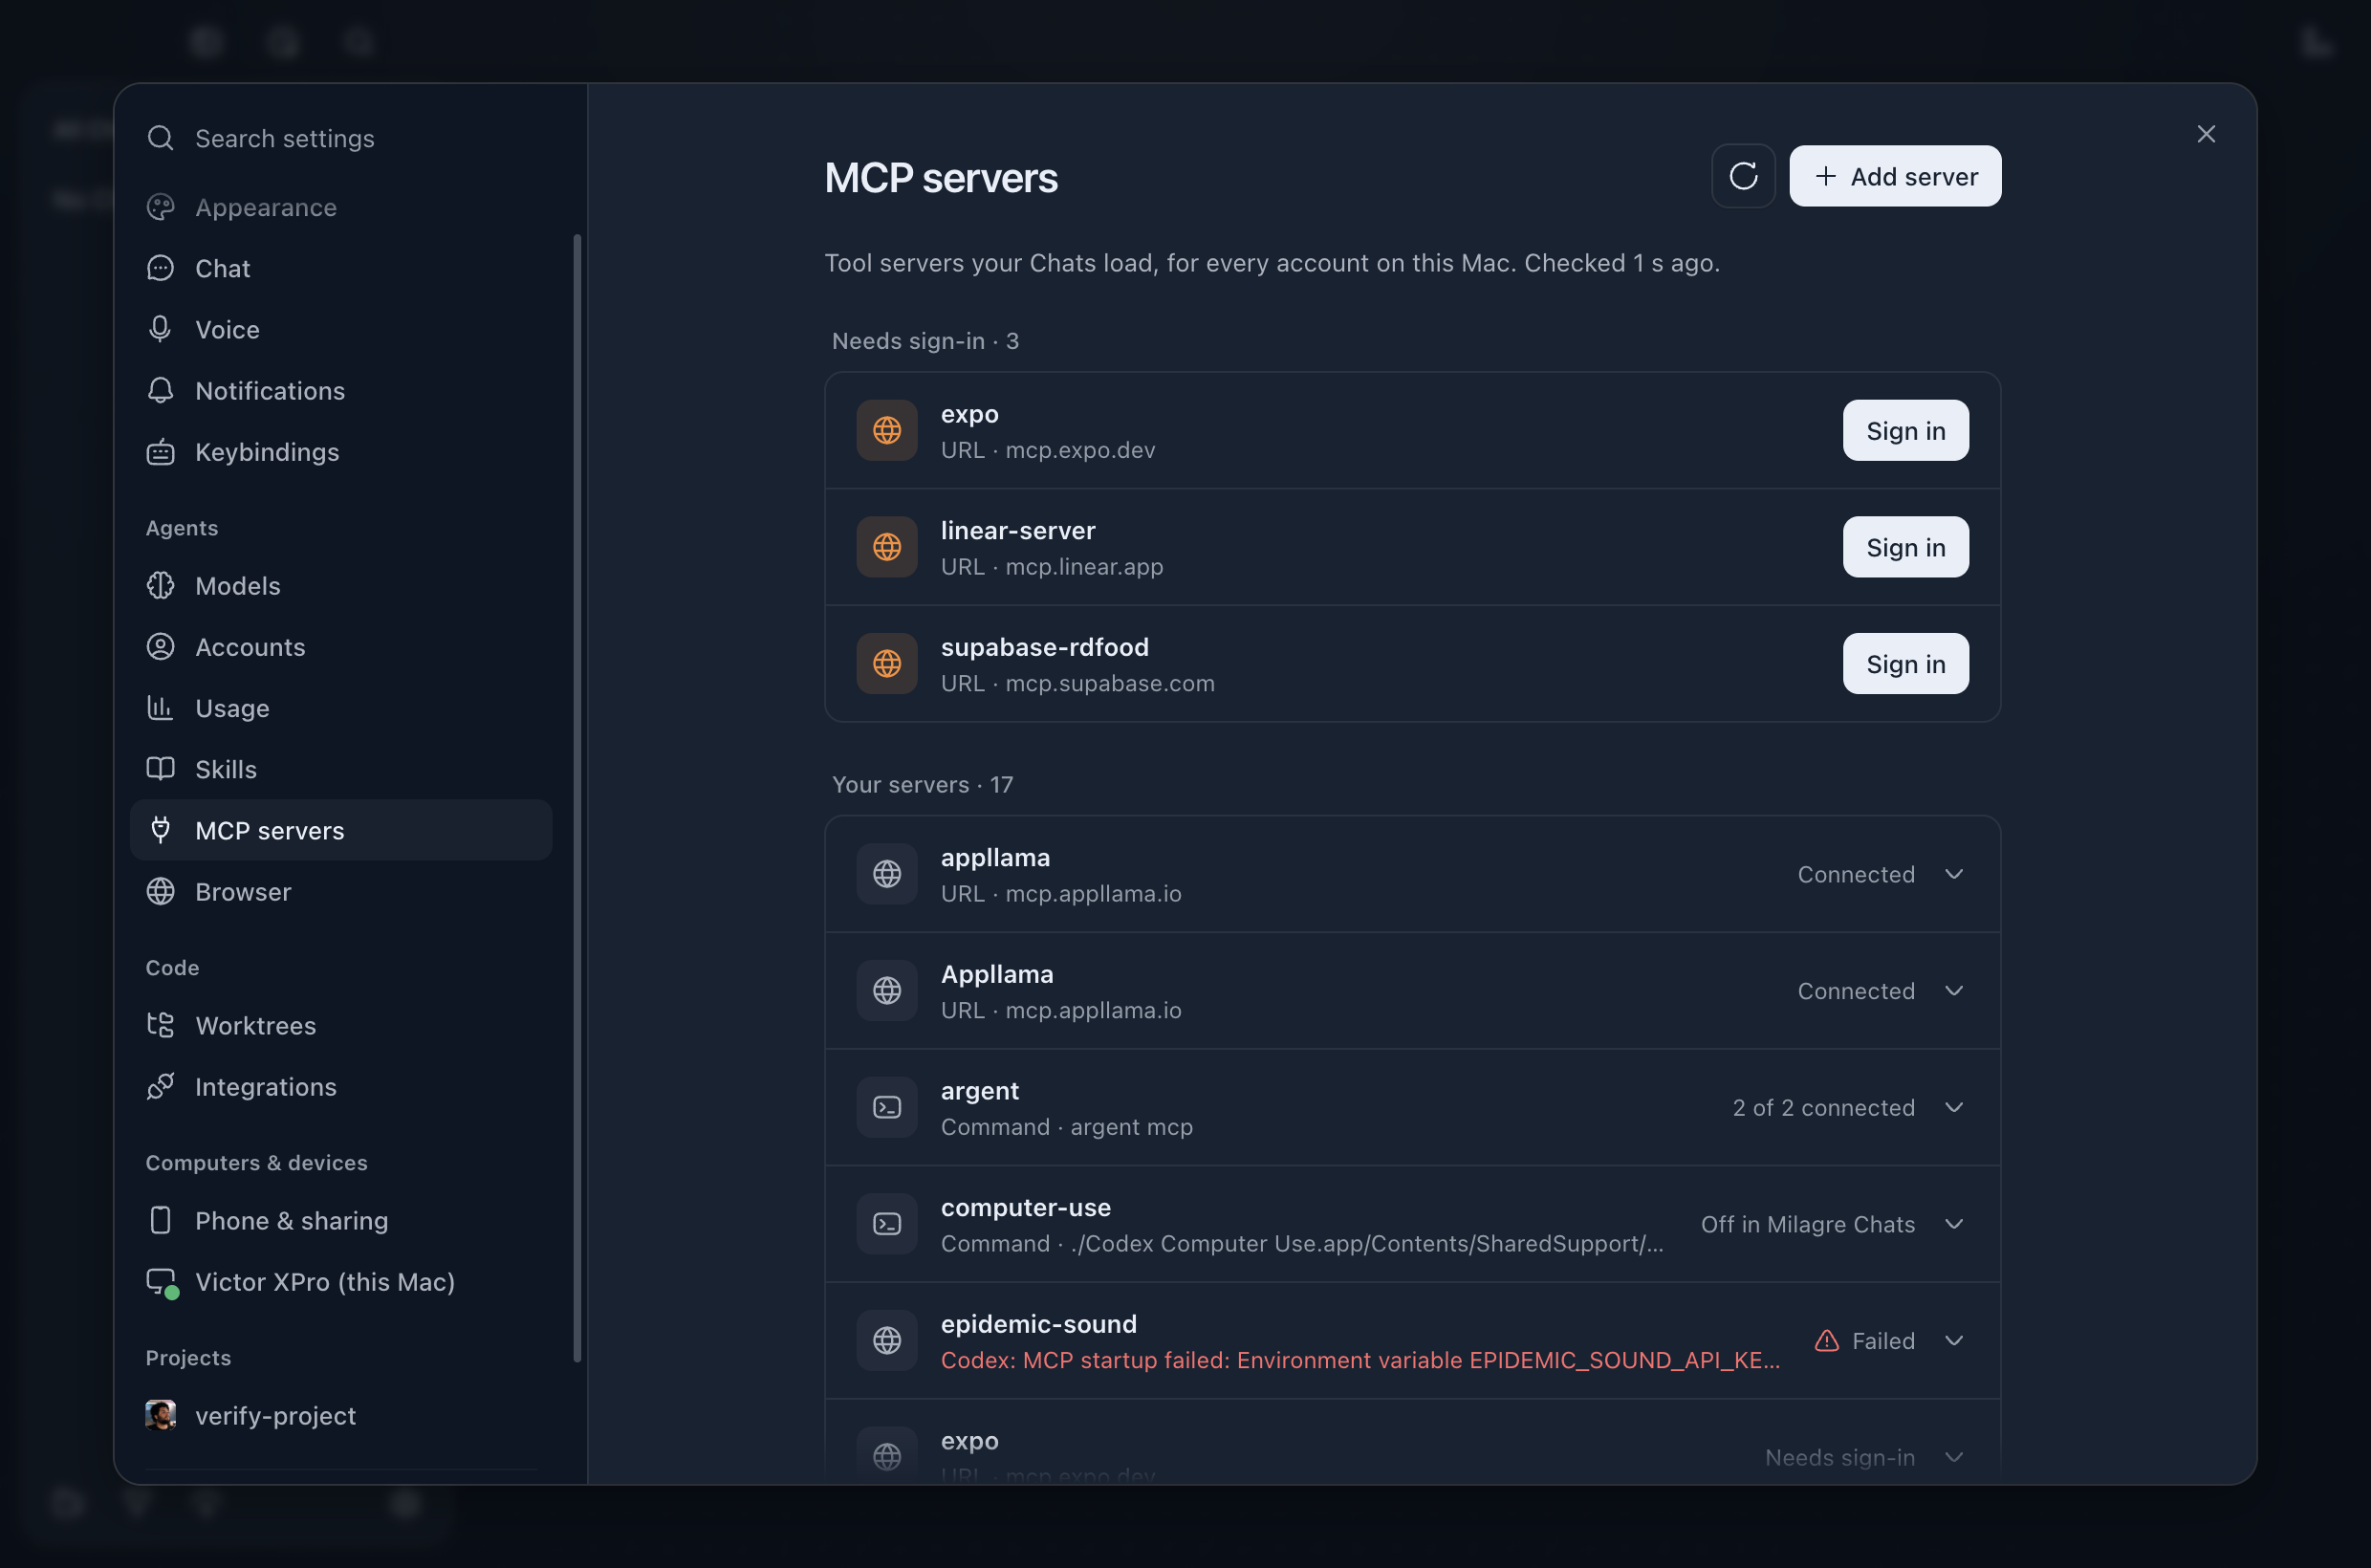 Search settings
Appearance
Chat
Voice
Notifications
Keybindings
Agents
Models
Accounts
Usage
Skills
MCP servers
Browser
Code
Worktrees
Integrations
Computers & devices
Phone & sharing
Victor XPro (this Mac)
Projects
verify-project
MCP servers
Add server
Tool servers your Chats load, for every account on this Mac. Checked 1 s ago.
Needs sign-in · 3
expo
URL · mcp.expo.dev
Sign in
linear-server
URL · mcp.linear.app
Sign in
supabase-rdfood
URL · mcp.supabase.com
Sign in
Your servers · 17
appllama
URL · mcp.appllama.io
Connected
Appllama
URL · mcp.appllama.io
Connected
argent
Command · argent mcp
2 of 2 connected
computer-use
Command · ./Codex Computer Use.app/Contents/SharedSupport/...
Off in Milagre Chats
epidemic-sound
Codex: MCP startup failed: Environment variable EPIDEMIC_SOUND_API_KE...
Failed
expo
URL · mcp.expo.dev
Needs sign-in